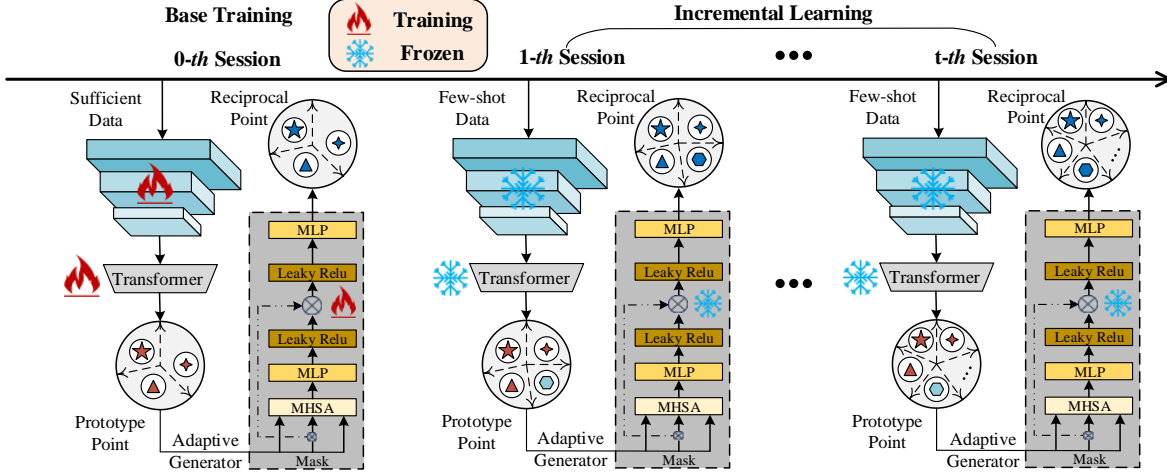 Base Training
Training
Frozen
Incremental Learning
0-th Session
1-th Session
•••
t-th Session
Sufficient
Data
Reciprocal
Point
MLP
Leaky Relu
Transformer
Leaky Relu
MLP
MHSA
Mask
Prototype
Point
Adaptive
Generator
Few-shot
Data
Reciprocal
Point
MLP
Leaky Relu
Transformer
Leaky Relu
MLP
MHSA
Mask
Prototype
Point
Adaptive
Generator
•••
Few-shot
Data
Reciprocal
Point
MLP
Leaky Relu
Transformer
Leaky Relu
MLP
MHSA
Mask
Prototype
Point
Adaptive
Generator